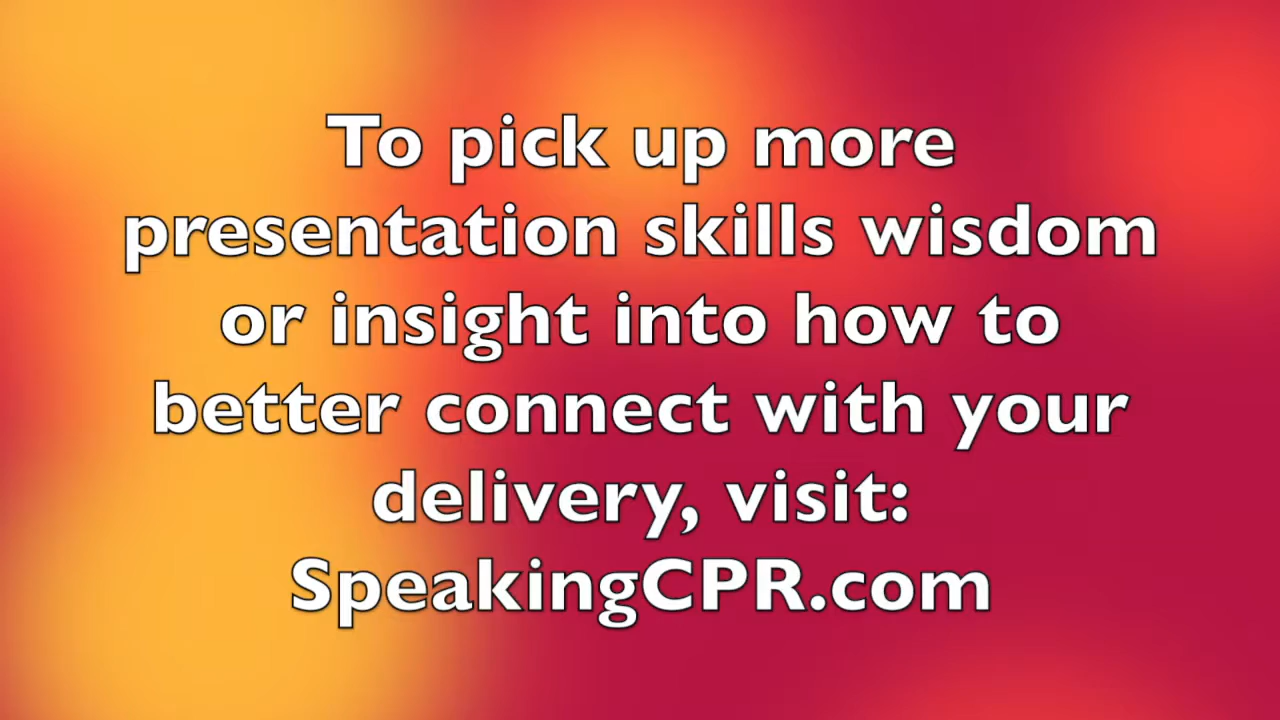 To pick up more
presentation skills wisdom
or insight into how to
better connect with your
delivery, visit:
SpeakingCPR.com